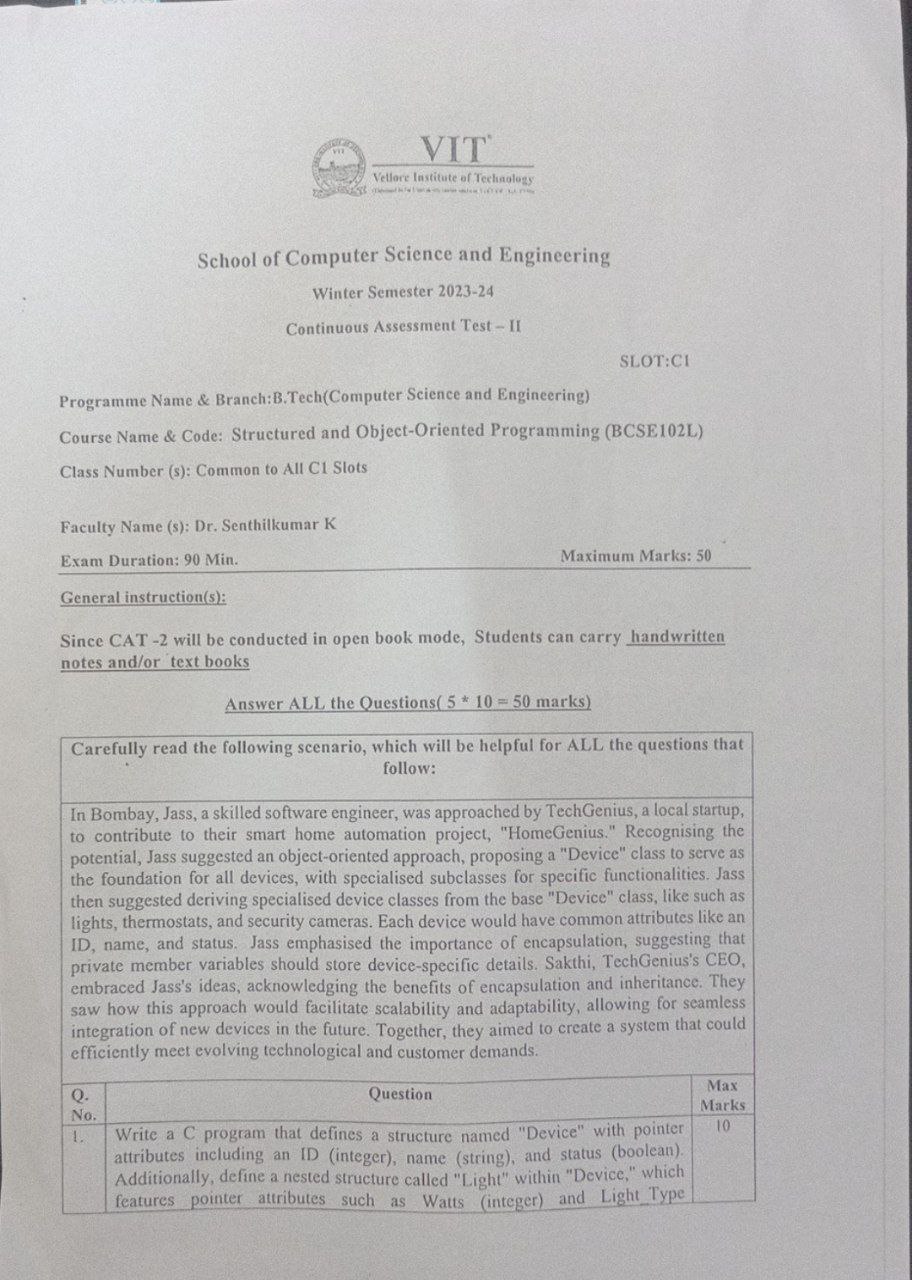 VIT
Vellore Institute of Technology
School of Computer Science and Engineering
Winter Semester 2023-24
Continuous Assessment Test – II
SLOT:C1
Programme Name & Branch:B.Tech(Computer Science and Engineering)
Course Name & Code: Structured and Object-Oriented Programming (BCSE102L)
Class Number (s): Common to All C1 Slots
Faculty Name (s): Dr. Senthilkumar K
Exam Duration: 90 Min. Maximum Marks: 50
General instruction(s):
Since CAT -2 will be conducted in open book mode, Students can carry handwritten
notes and/or text books
Answer ALL the Questions( 5 * 10 = 50 marks)
Carefully read the following scenario, which will be helpful for ALL the questions that
follow:
In Bombay, Jass, a skilled software engineer, was approached by TechGenius, a local startup,
to contribute to their smart home automation project, "HomeGenius." Recognising the
potential, Jass suggested an object-oriented approach, proposing a "Device" class to serve as
the foundation for all devices, with specialised subclasses for specific functionalities. Jass
then suggested deriving specialised device classes from the base "Device" class, like such as
lights, thermostats, and security cameras. Each device would have common attributes like an
ID, name, and status. Jass emphasised the importance of encapsulation, suggesting that
private member variables should store device-specific details. Sakthi, TechGenius's CEO,
embraced Jass's ideas, acknowledging the benefits of encapsulation and inheritance. They
saw how this approach would facilitate scalability and adaptability, allowing for seamless
integration of new devices in the future. Together, they aimed to create a system that could
efficiently meet evolving technological and customer demands.
Q. No. Question Max Marks
1. Write a C program that defines a structure named "Device" with pointer 10
attributes including an ID (integer), name (string), and status (boolean).
Additionally, define a nested structure called "Light" within "Device," which
features pointer attributes such as Watts (integer) and Light_Type